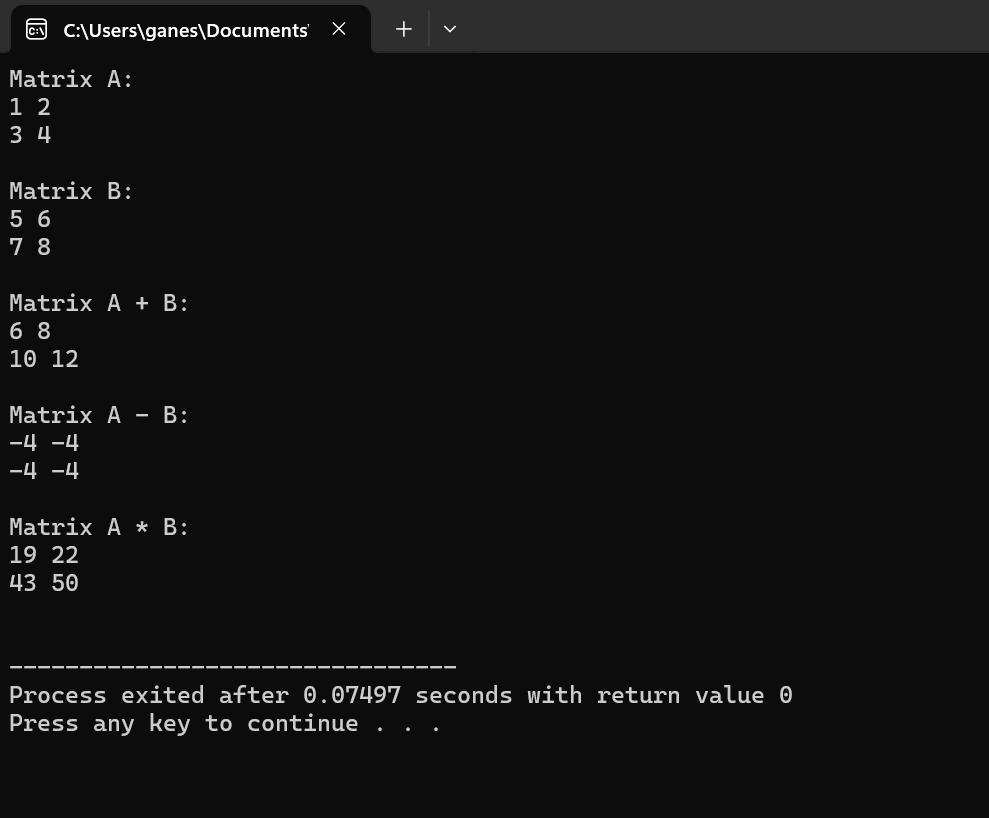 C:\Users\ganes\Documents
Matrix A:
1 2
3 4
Matrix B:
5 6
7 8
Matrix A + B:
6 8
10 12
Matrix A - B:
-4 -4
-4 -4
Matrix A * B:
19 22
43 50
--------------------------------
Process exited after 0.07497 seconds with return value 0
Press any key to continue . . .